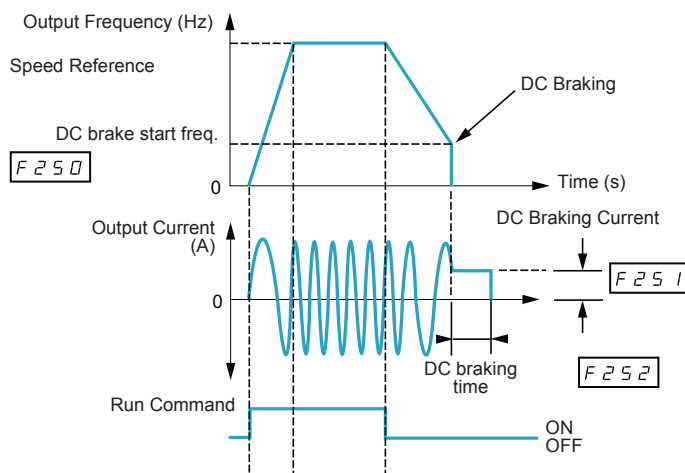 Output Frequency (Hz)
Speed Reference
DC Braking
DC brake start freq.
F250
0
Time (s)
Output Current
(A)
DC Braking Current
F251
0
DC braking
time
F252
Run Command
ON
OFF